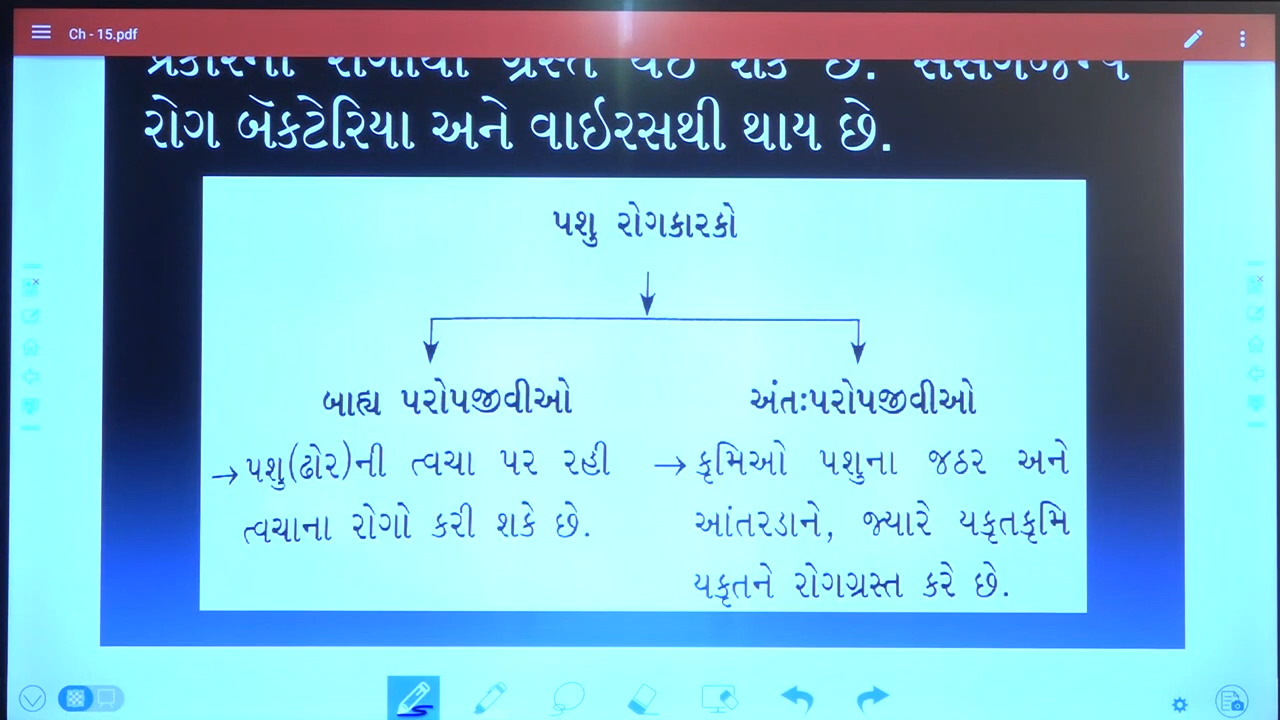 Ch - 15.pdf
રોગ બૅક્ટેરિયા અને વાઇરસથી થાય છે.
પશુ રોગકારકો
બાહ્ય પરોપજીવીઓ
→ પશુ(ઢોર)ની ત્વચા પર રહી
ત્વચાના રોગો કરી શકે છે.
અંતઃપરોપજીવીઓ
→ કૃમિઓ પશુના જઠર અને
આંતરડાને, જ્યારે યકૃતકૃમિ
યકૃતને રોગગ્રસ્ત કરે છે.